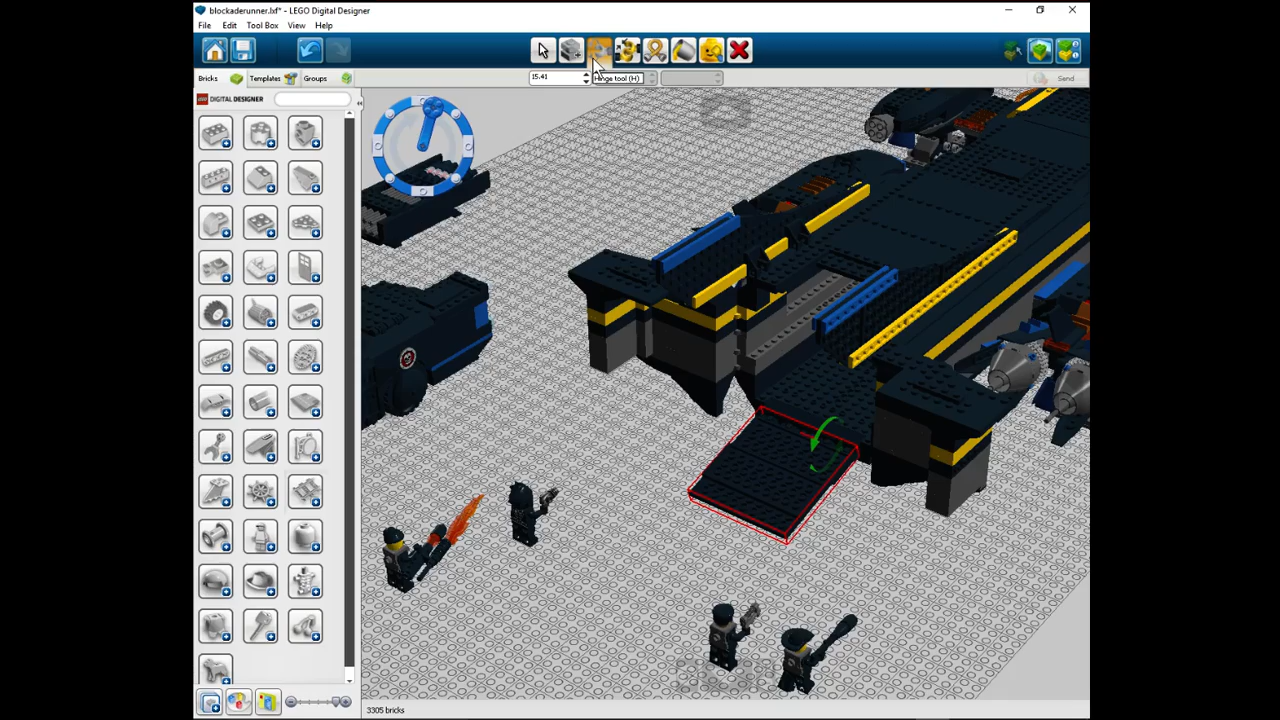 blockaderunner.lxf* - LEGO Digital Designer
File Edit Tool Box View Help
15.41 Hinge tool (H)
Bricks Templates Groups Send
LEGO DIGITAL DESIGNER
3305 bricks